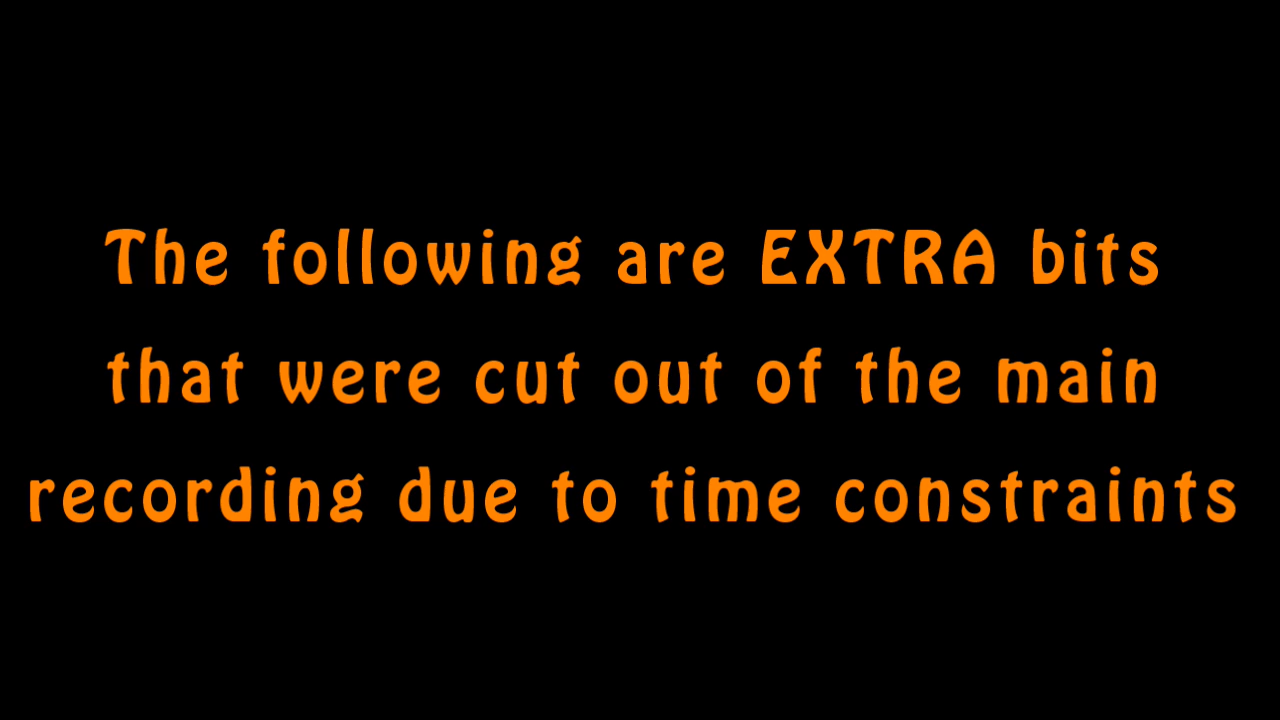 The following are EXTRA bits
that were cut out of the main
recording due to time constraints